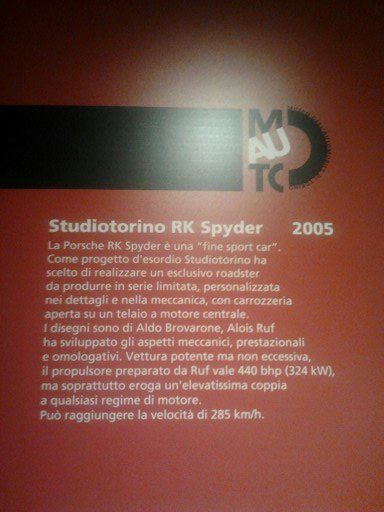 MAUTO
Studiotorino RK Spyder 2005
La Porsche RK Spyder è una "fine sport car".
Come progetto d'esordio Studiotorino ha
scelto di realizzare un esclusivo roadster
da produrre in serie limitata, personalizzata
nei dettagli e nella meccanica, con carrozzeria
aperta su un telaio a motore centrale.
I disegni sono di Aldo Brovarone, Alois Ruf
ha sviluppato gli aspetti meccanici, prestazionali
e omologativi. Vettura potente ma non eccessiva,
il propulsore preparato da Ruf vale 440 bhp (324 kW),
ma soprattutto eroga un'elevatissima coppia
a qualsiasi regime di motore.
Può raggiungere la velocità di 285 km/h.